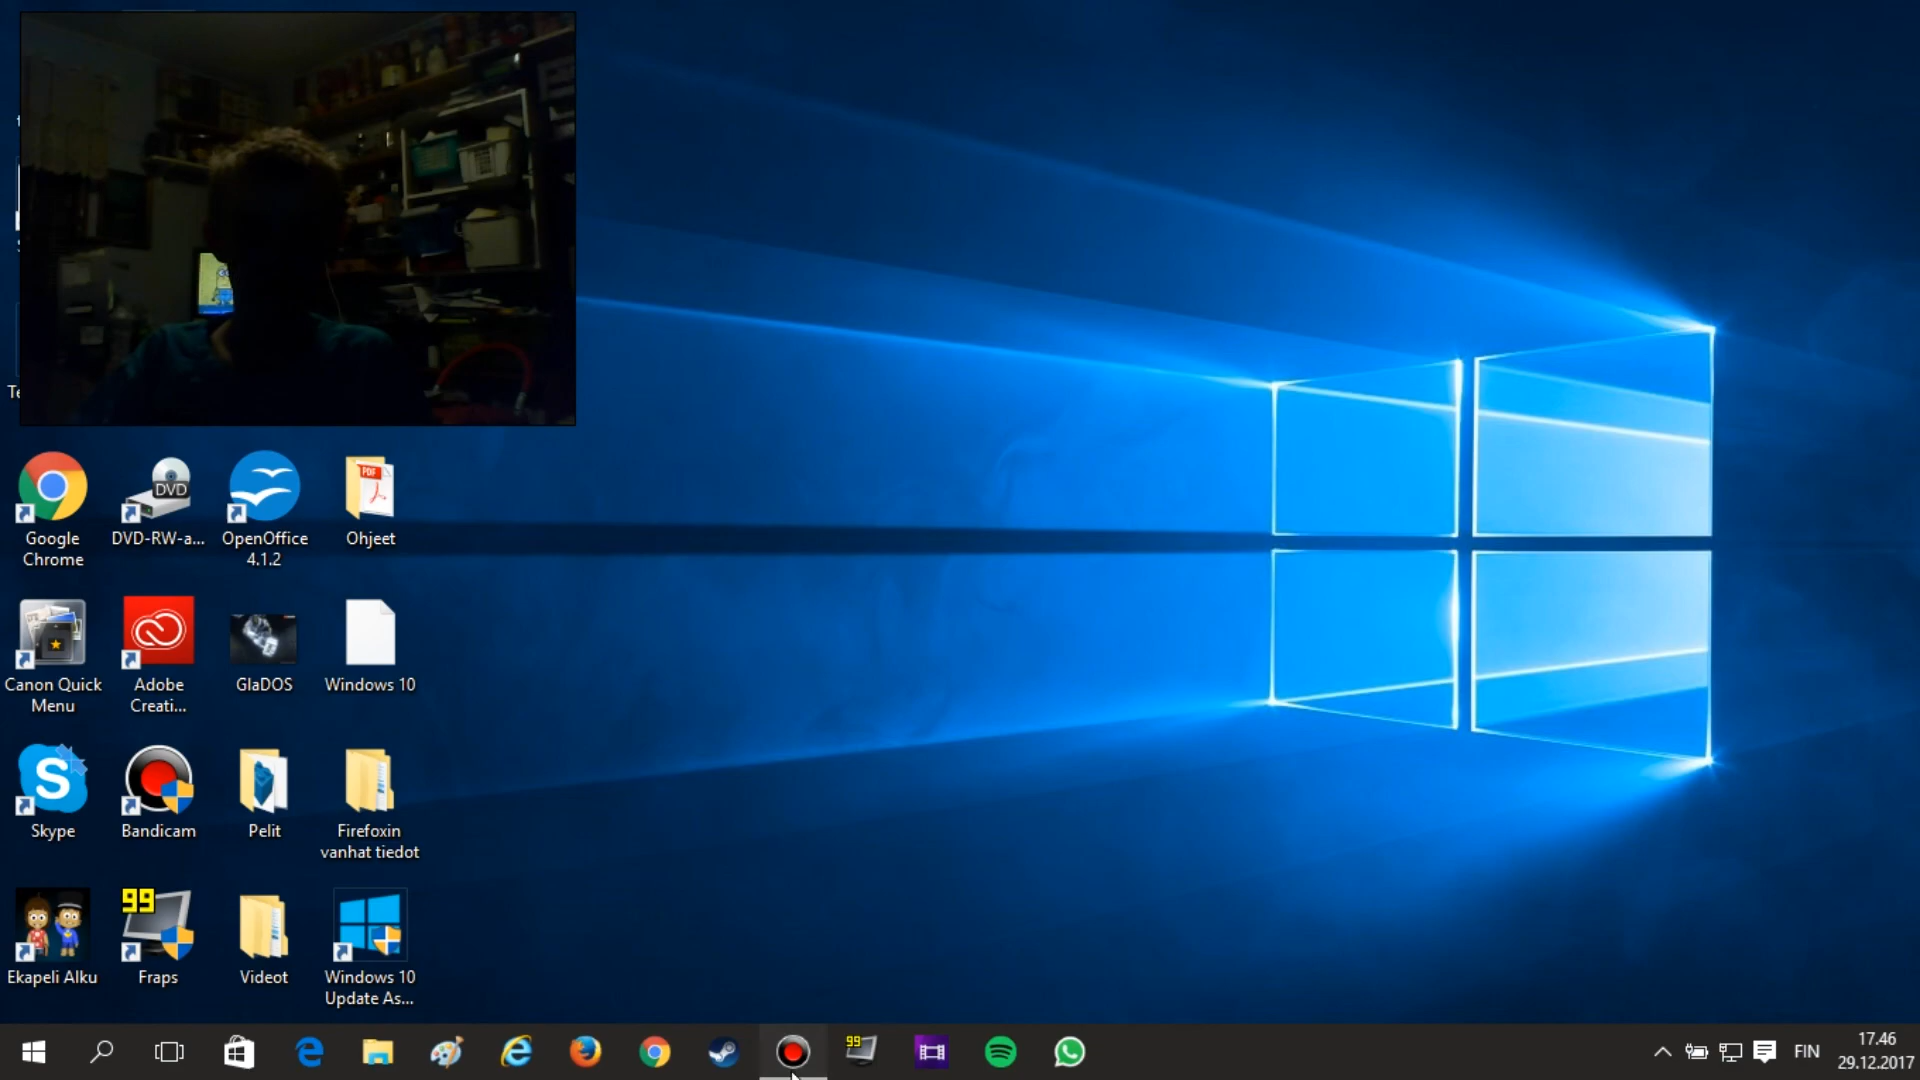 Google
Chrome
DVD-RW-a...
OpenOffice
4.1.2
Ohjeet
Canon Quick
Menu
Adobe
Creati...
GlaDOS
Windows 10
Skype
Bandicam
Pelit
Firefoxin
vanhat tiedot
Ekapeli Alku
Fraps
Videot
Windows 10
Update As...
DVD
PDF
S
99
99
FIN
17.46
29.12.2017